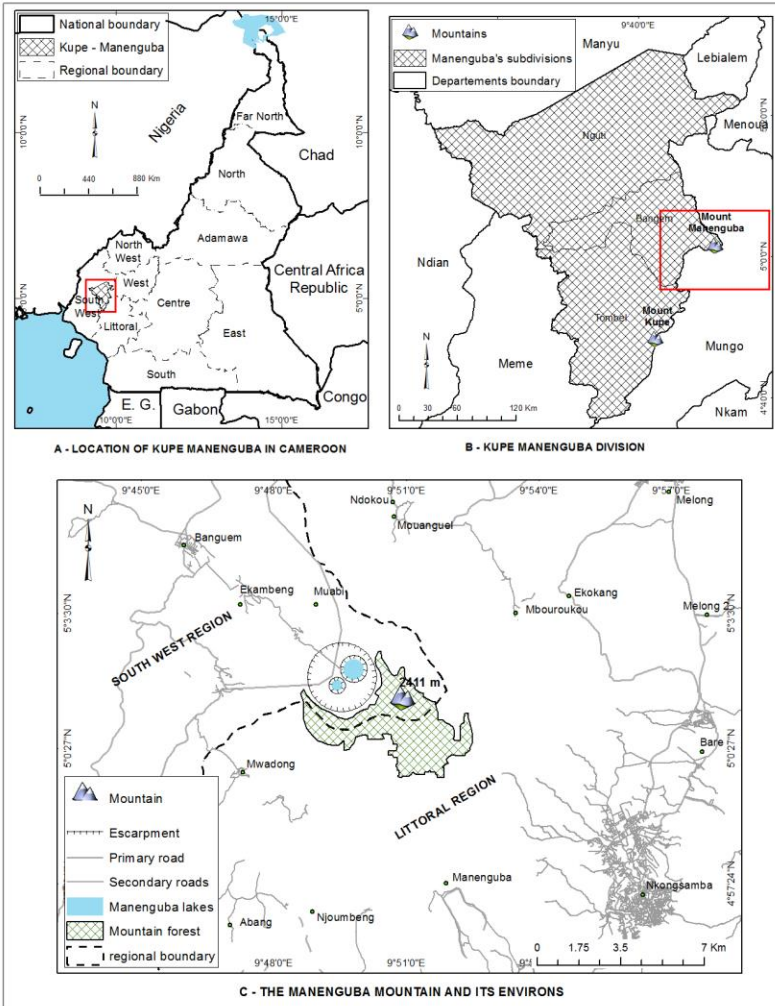 National boundary
Kupe - Manenguba
Regional boundary
15°0'0"E
N
0 440 880 Km
10°0'0"N
5°0'0"N
Nigeria
Far North
Chad
North
Adamawa
North
West
West
South
West
Littoral
Centre
East
South
Central Africa
Republic
Congo
E. G.
Gabon
10°0'0"E
15°0'0"E
A - LOCATION OF KUPE MANENGUBA IN CAMEROON
9°40'0"E
Mountains
Manenguba's subdivisions
Departements boundary
Manyu
Lebialem
Menoua
Nguti
Bangem
Mount
Manenguba
Ndian
Tombel
Mount
Kupe
Meme
Mungo
Nkam
5°0'0"N
4°40'0"N
N
0 30 60 120 Km
B - KUPE MANENGUBA DIVISION
9°45'0"E
9°48'0"E
9°51'0"E
9°54'0"E
9°57'0"E
N
Ndokou
Mouanguel
Melong
Banguem
Ekambeng
Muabi
Ekokang
Mbouroukou
Melong 2
5°3'30"N
5°3'30"N
SOUTH WEST REGION
2411 m
Bare
5°0'27"N
5°0'27"N
Mwadong
LITTORAL REGION
Mountain
Escarpment
Primary road
Secondary roads
Manenguba lakes
Mountain forest
regional boundary
Manenguba
Nkongsamba
4°57'24"N
Abang
Njoumbeng
0 1.75 3.5 7 Km
9°48'0"E
9°51'0"E
C - THE MANENGUBA MOUNTAIN AND ITS ENVIRONS